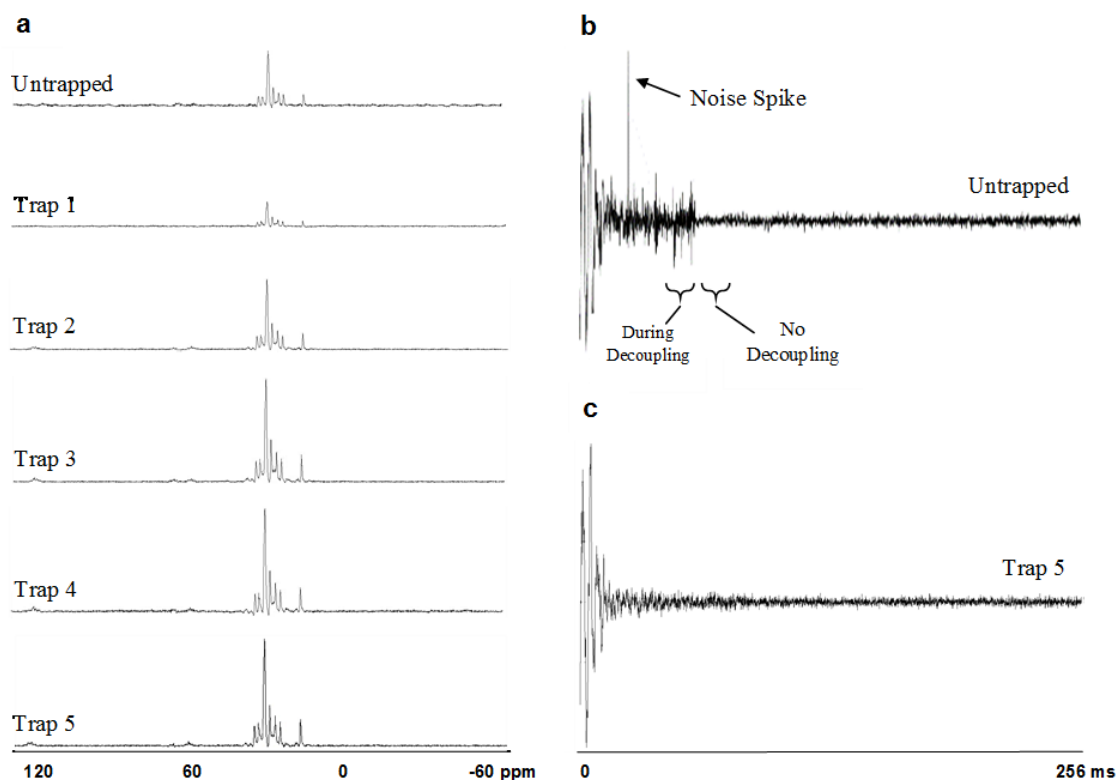 a
Untrapped
Trap 1
Trap 2
Trap 3
Trap 4
Trap 5
120 60 0 -60 ppm
b
Noise Spike
Untrapped
During
Decoupling
No
Decoupling
c
Trap 5
0 256 ms